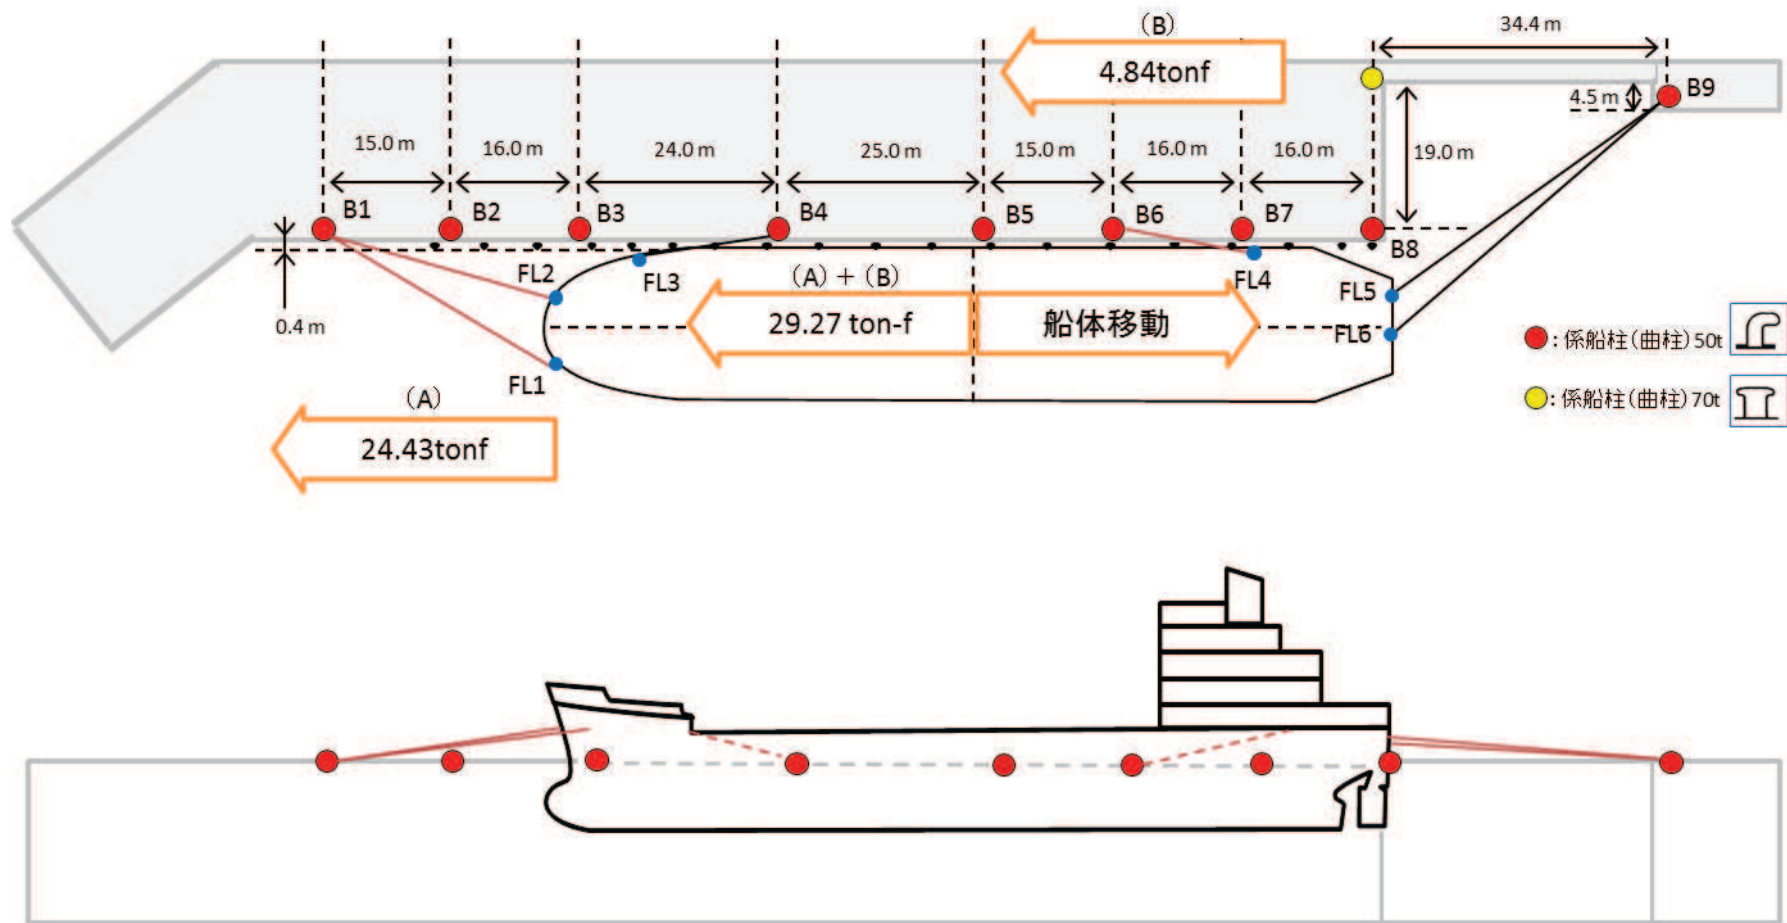 (B)
34.4 m
4.84tonf
B9
4.5 m
15.0 m
16.0 m
24.0 m
25.0 m
15.0 m
16.0 m
16.0 m
19.0 m
B1
B2
B3
B4
B5
B6
B7
B8
FL2
FL3
(A) + (B)
FL4
FL5
0.4 m
29.27 ton-f
船体移動
FL6
FL1
●: 係船柱(曲柱) 50t
●: 係船柱(曲柱) 70t
(A)
24.43tonf